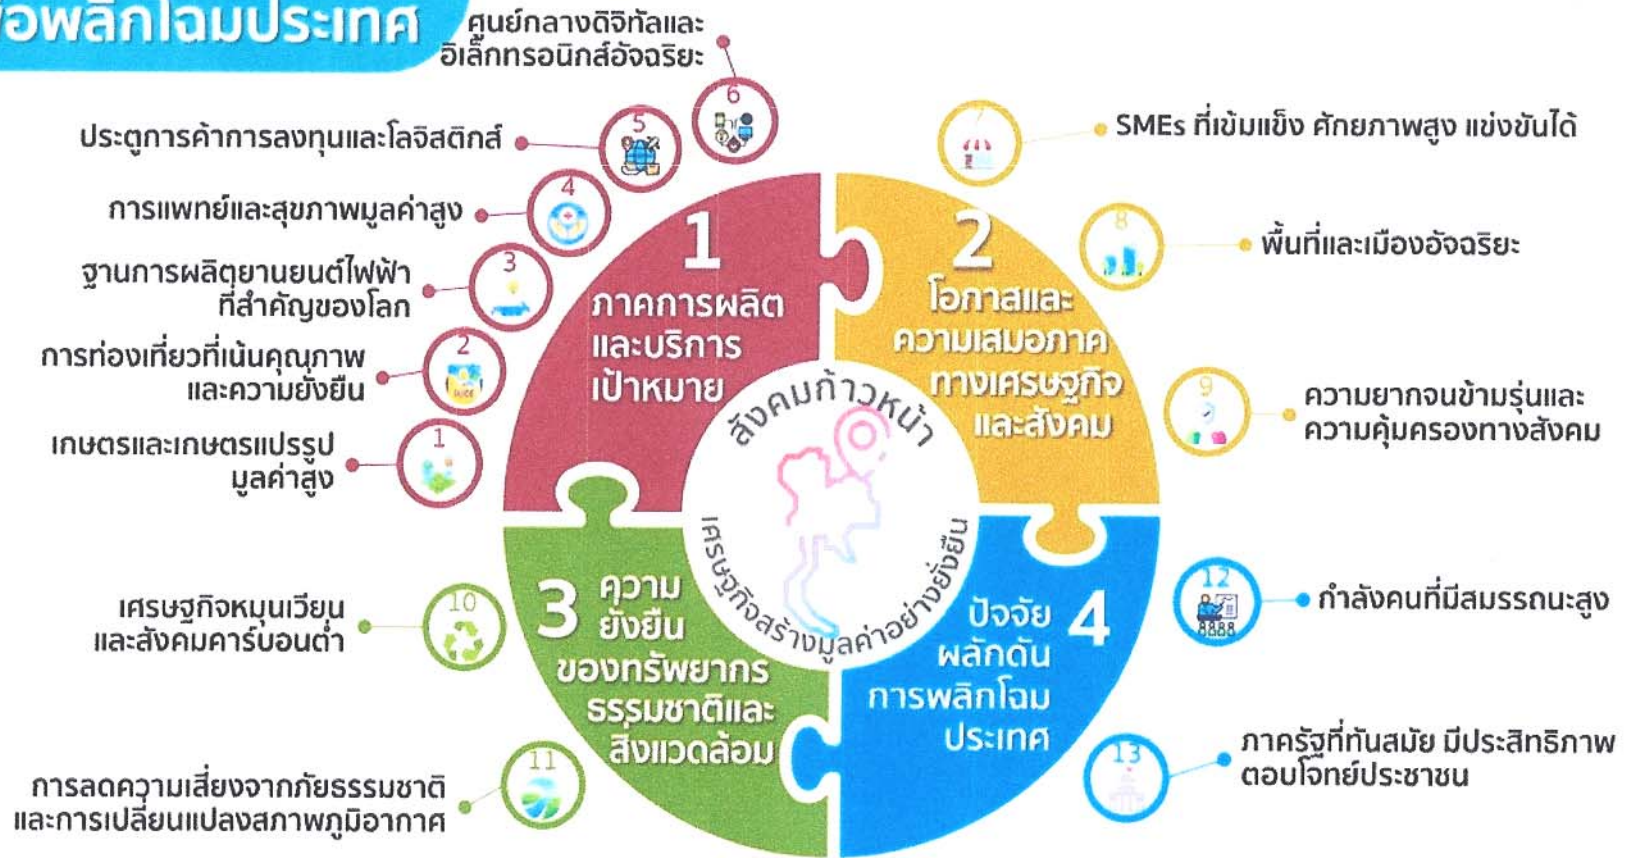 พลิกโฉมประเทศ
ศูนย์กลางดิจิทัลและ
อิเล็กทรอนิกส์อัจฉริยะ
6
ประตูการค้าการลงทุนและโลจิสติกส์
5
การแพทย์และสุขภาพมูลค่าสูง
4
ฐานการผลิตยานยนต์ไฟฟ้า
ที่สำคัญของโลก
3
การท่องเที่ยวที่เน้นคุณภาพ
และความยั่งยืน
2
เกษตรและเกษตรแปรรูป
มูลค่าสูง
1
1
ภาคการผลิต
และบริการ
เป้าหมาย
2
โอกาสและ
ความเสมอภาค
ทางเศรษฐกิจ
และสังคม
7
SMEs ที่เข้มแข็ง ศักยภาพสูง แข่งขันได้
8
พื้นที่และเมืองอัจฉริยะ
9
ความยากจนข้ามรุ่นและ
ความคุ้มครองทางสังคม
สังคมก้าวหน้า
เศรษฐกิจสร้างมูลค่าอย่างยั่งยืน
3
ความ
ยั่งยืน
ของทรัพยากร
ธรรมชาติและ
สิ่งแวดล้อม
10
เศรษฐกิจหมุนเวียน
และสังคมคาร์บอนต่ำ
11
การลดความเสี่ยงจากภัยธรรมชาติ
และการเปลี่ยนแปลงสภาพภูมิอากาศ
4
ปัจจัย
ผลักดัน
การพลิกโฉม
ประเทศ
12
กำลังคนที่มีสมรรถนะสูง
13
ภาครัฐที่ทันสมัย มีประสิทธิภาพ
ตอบโจทย์ประชาชน